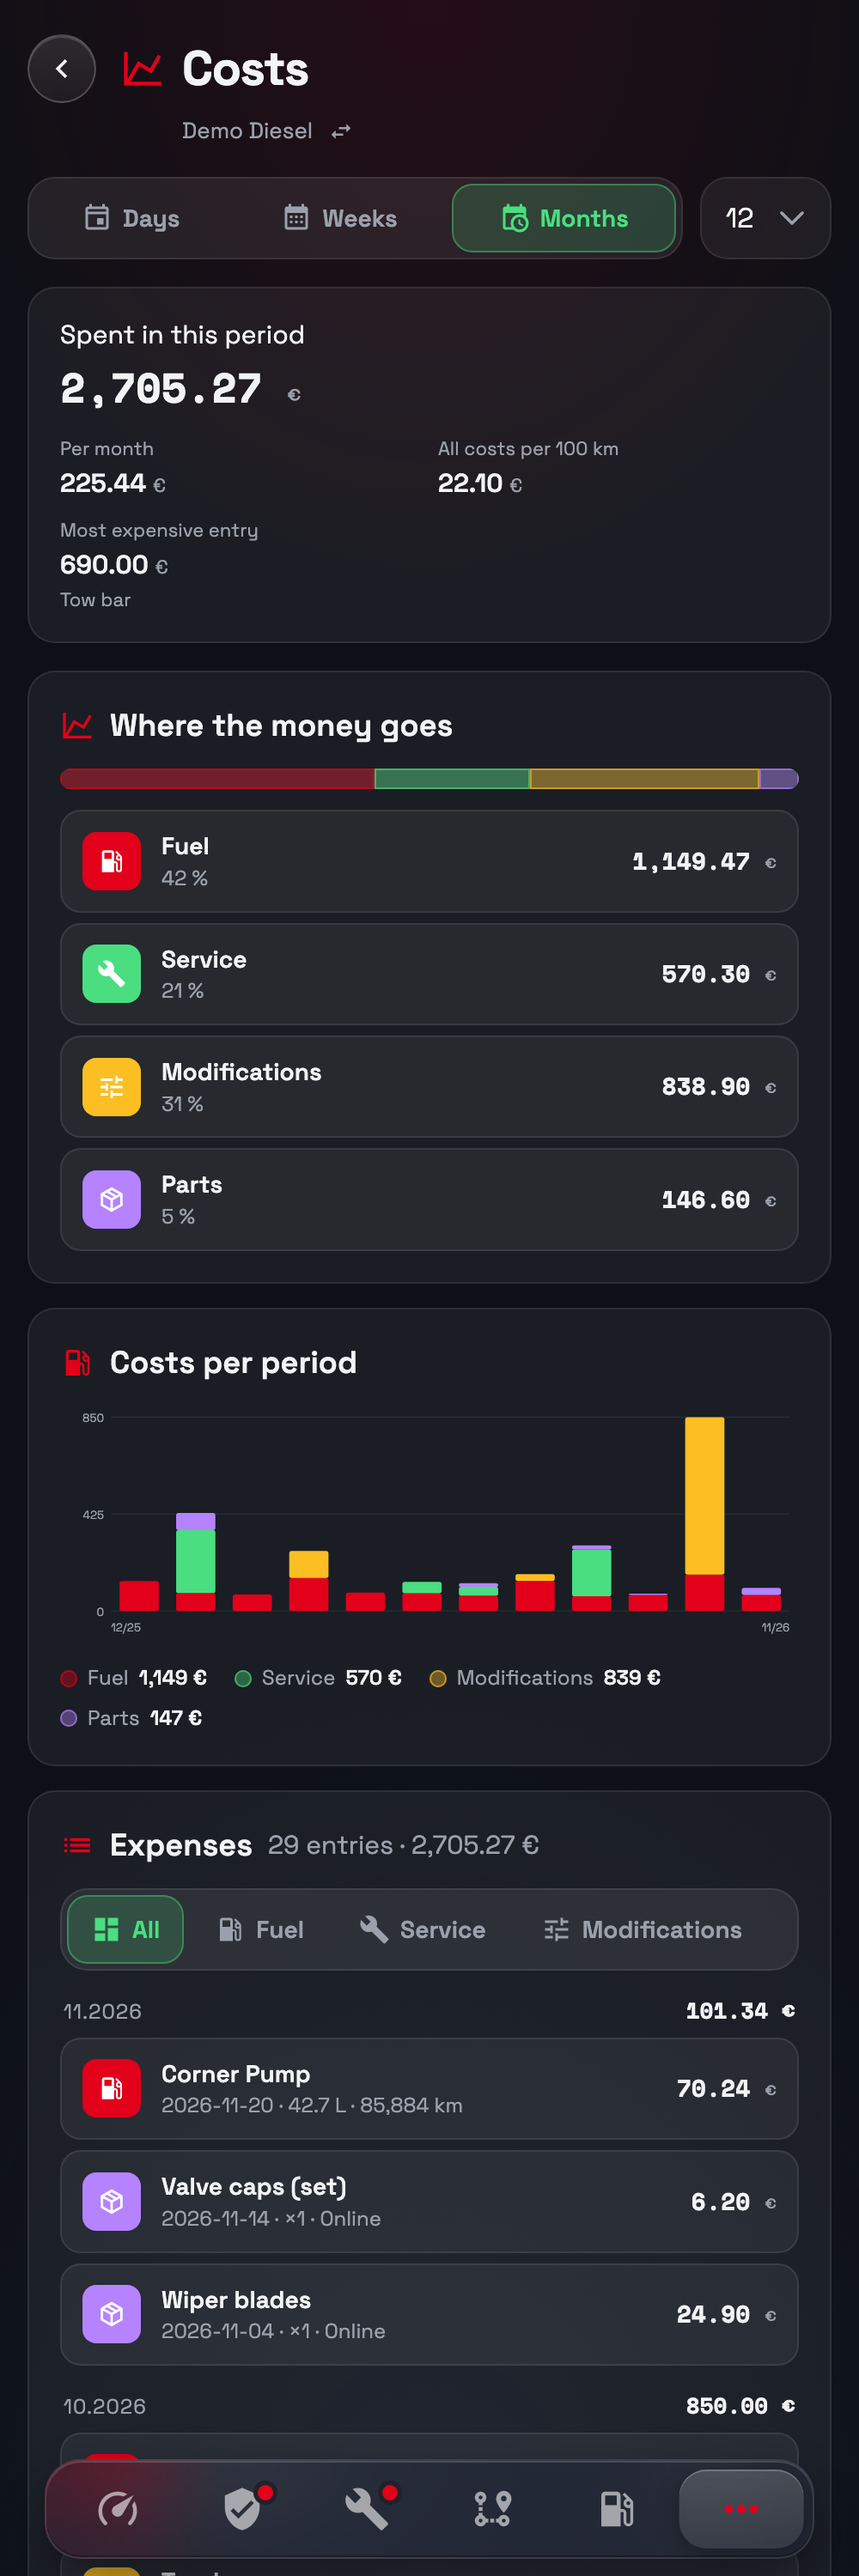 Costs
Demo Diesel
Days Weeks Months 12
Spent in this period
2,705.27 €
Per month
225.44 €
All costs per 100 km
22.10 €
Most expensive entry
690.00 €
Tow bar
Where the money goes
Fuel
42 %
1,149.47 €
Service
21 %
570.30 €
Modifications
31 %
838.90 €
Parts
5 %
146.60 €
Costs per period
850
425
0
12/25 11/26
Fuel 1,149 € Service 570 € Modifications 839 €
Parts 147 €
Expenses 29 entries · 2,705.27 €
All Fuel Service Modifications
11.2026 101.34 €
Corner Pump
2026-11-20 · 42.7 L · 85,884 km
70.24 €
Valve caps (set)
2026-11-14 · ×1 · Online
6.20 €
Wiper blades
2026-11-04 · ×1 · Online
24.90 €
10.2026 850.00 €